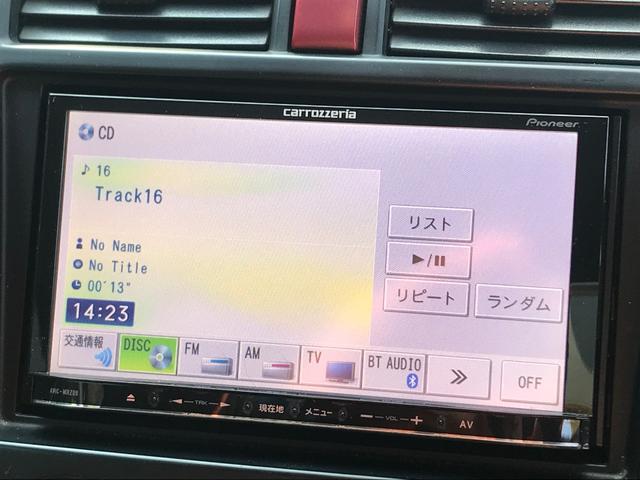 carrozzeria
Pioneer
CD
♪ 16
Track16
No Name
No Title
00'13"
リスト
▶/❚❚
リピート
ランダム
14:23
交通情報
DISC
FM
AM
TV
BT AUDIO
≫
OFF
TRK
現在地
メニュー
− VOL +
AV